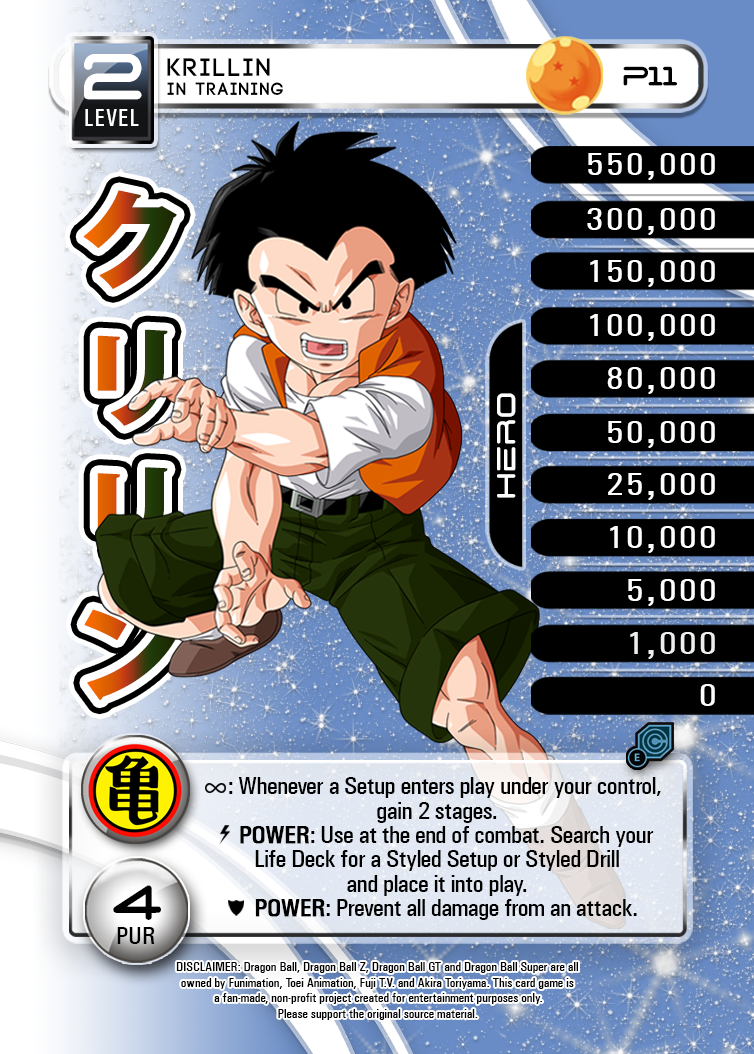 2
LEVEL
KRILLIN
IN TRAINING
P11
クリリン
550,000
300,000
150,000
100,000
80,000
50,000
25,000
10,000
5,000
1,000
0
HERO
C
E
亀
4
PUR
∞: Whenever a Setup enters play under your control,
gain 2 stages.
POWER: Use at the end of combat. Search your
Life Deck for a Styled Setup or Styled Drill
and place it into play.
POWER: Prevent all damage from an attack.
DISCLAIMER: Dragon Ball, Dragon Ball Z, Dragon Ball GT and Dragon Ball Super are all
owned by Funimation, Toei Animation, Fuji T.V. and Akira Toriyama. This card game is
a fan-made, non-profit project created for entertainment purposes only.
Please support the original source material.